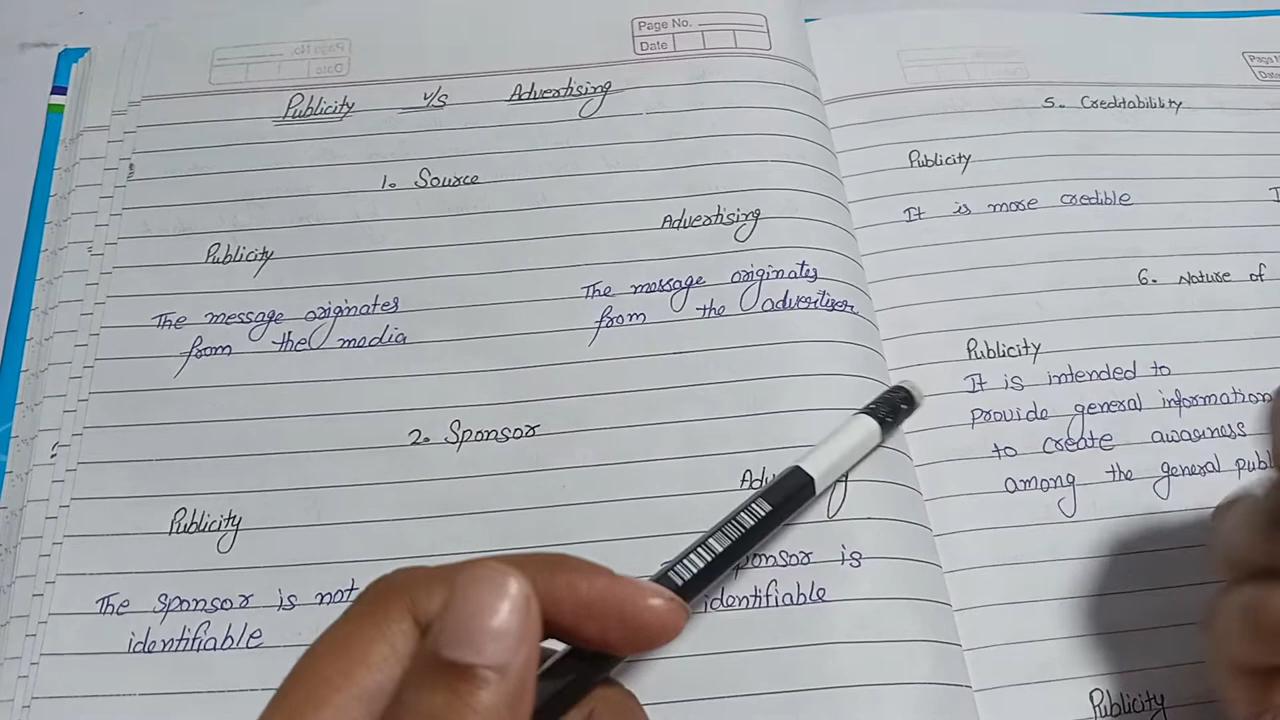 Page No.
Date
Publicity v/s Advertising
1. Source
Publicity
Advertising
The message originates
from the media
The message originates
from the advertiser
2. Sponsor
Publicity
The sponsor is not
identifiable
sponsor is
identifiable
Page
Date
5. Creditability
Publicity
It is more credible
6. Nature of
Publicity
It is intended to
provide general information
to create awareness
among the general
Publicity